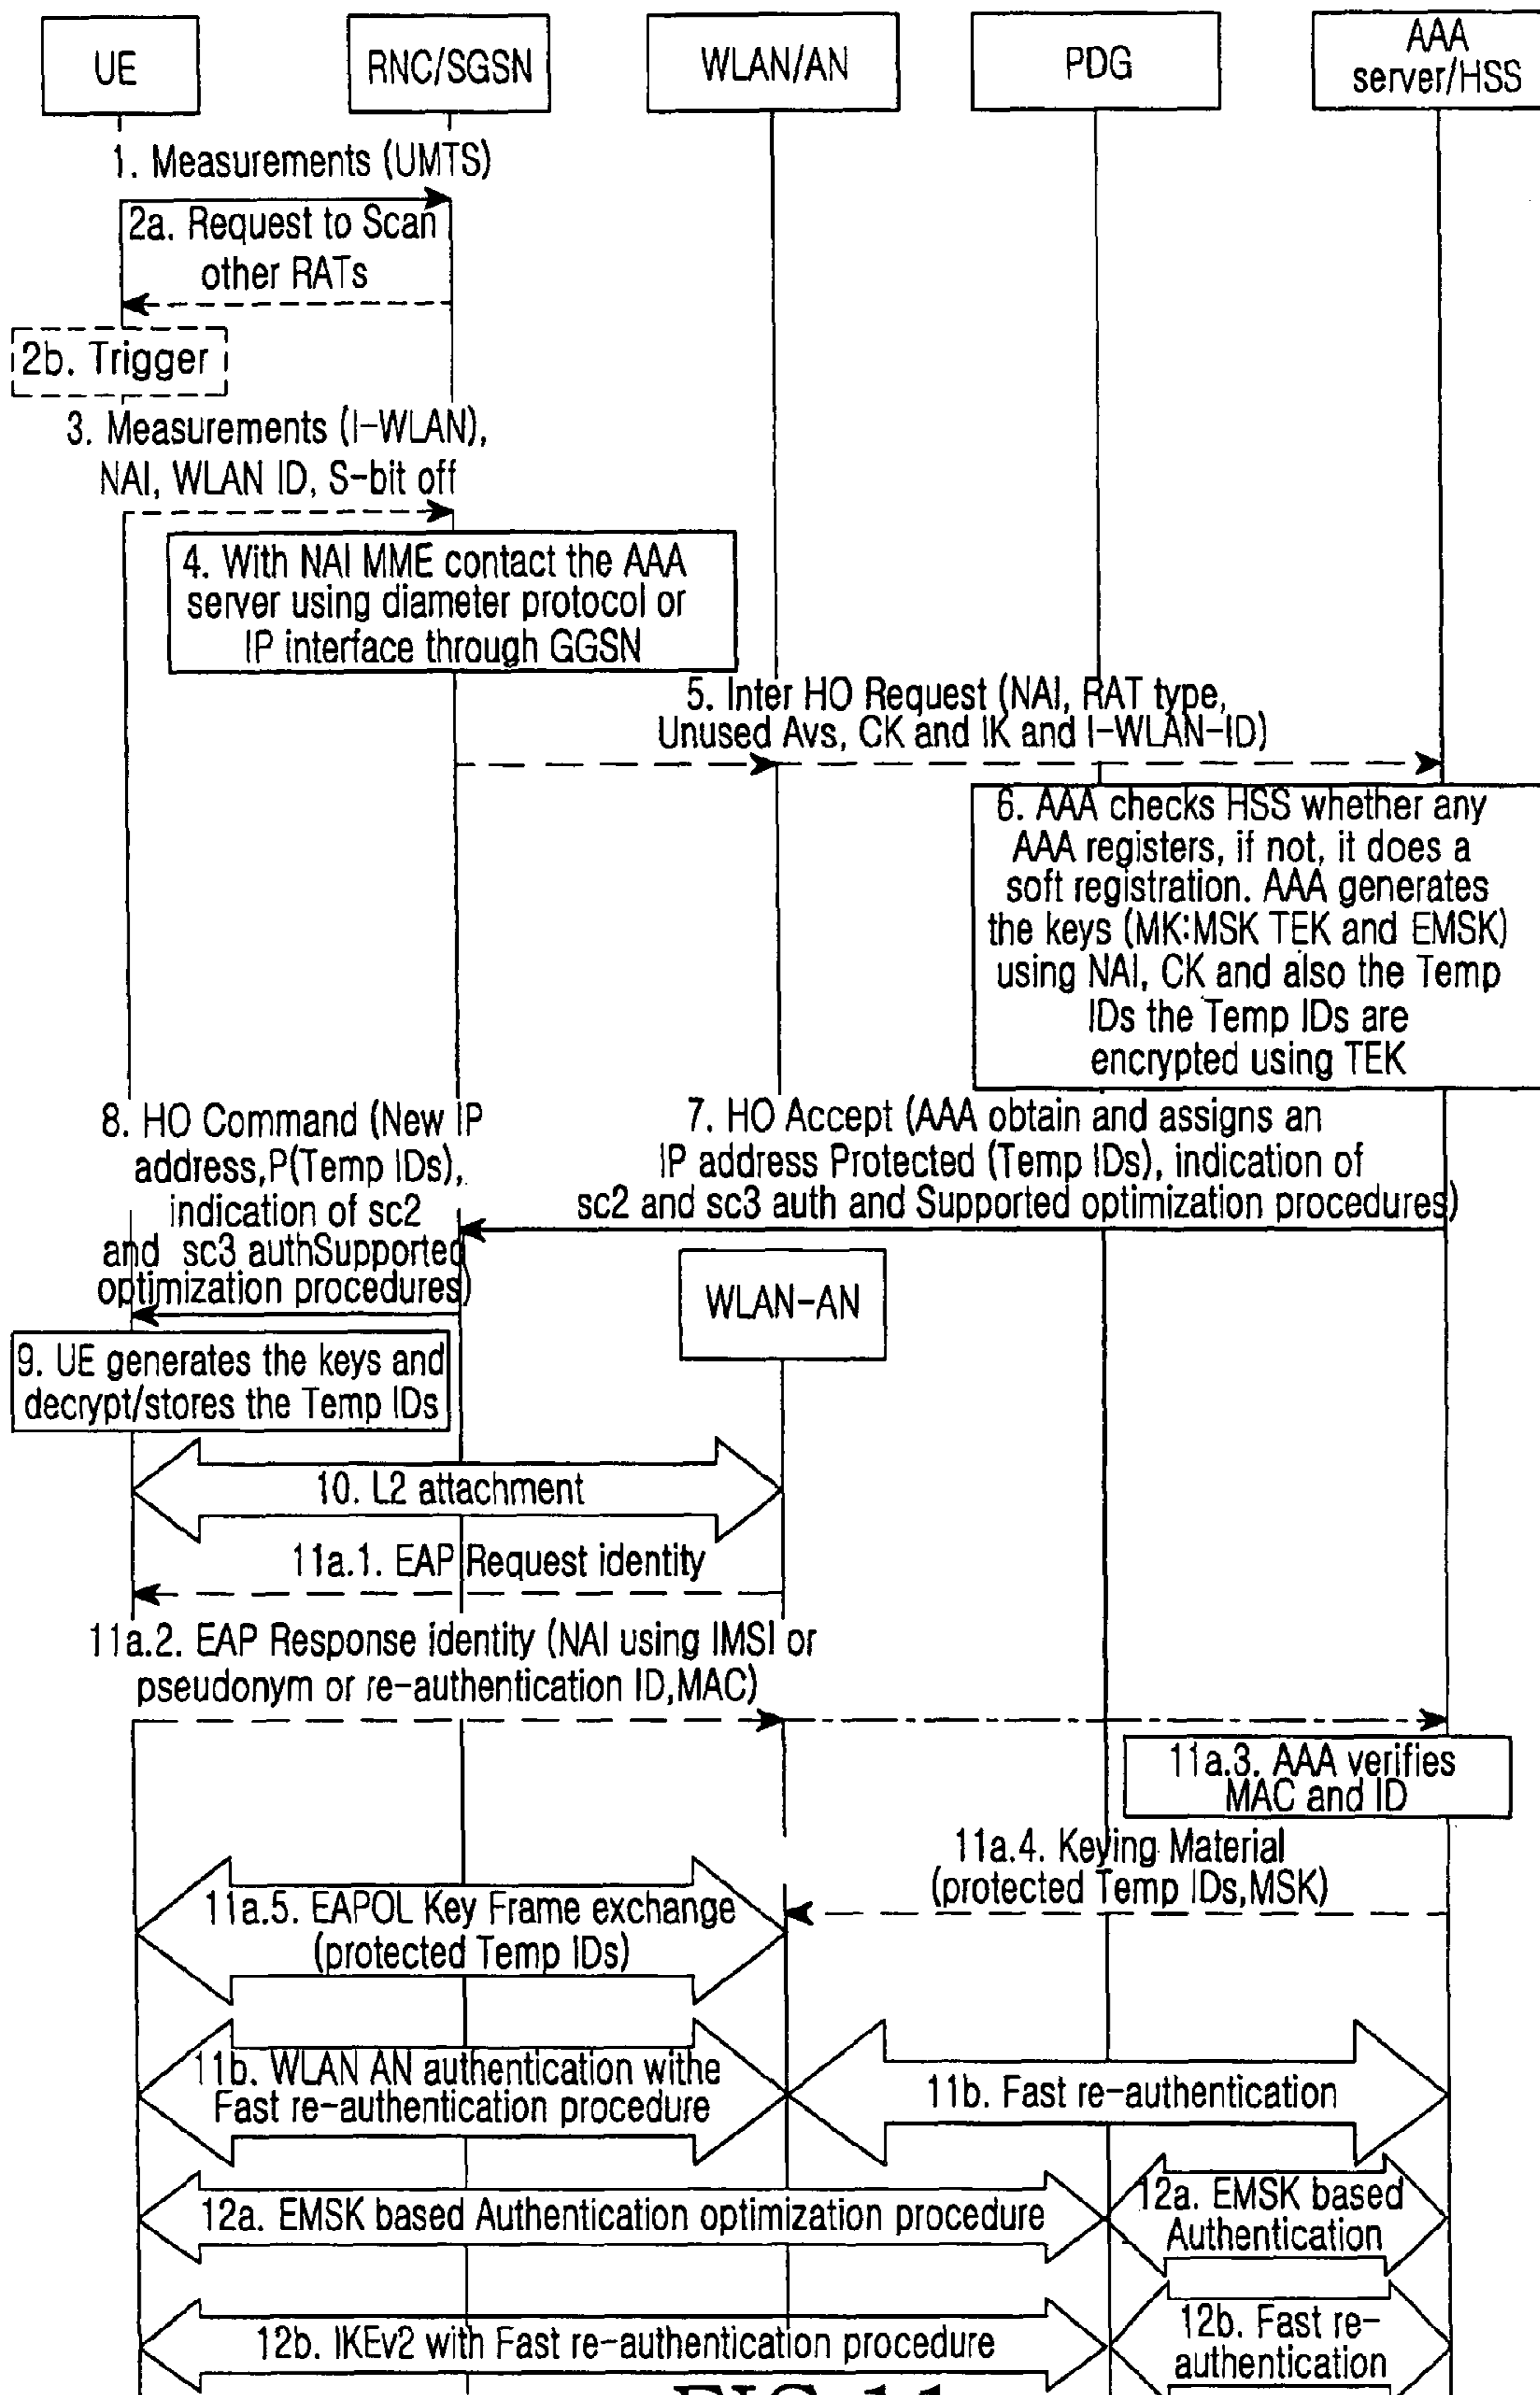 UE
RNC/SGSN
WLAN/AN
PDG
AAA
server/HSS
1. Measurements (UMTS)
2a. Request to Scan
other RATs
2b. Trigger
3. Measurements (I-WLAN),
NAI, WLAN ID, S-bit off
4. With NAI MME contact the AAA
server using diameter protocol or
IP interface through GGSN
5. Inter HO Request (NAI, RAT type,
Unused Avs, CK and IK and I-WLAN-ID)
6. AAA checks HSS whether any
AAA registers, if not, it does a
soft registration. AAA generates
the keys (MK:MSK TEK and EMSK)
using NAI, CK and also the Temp
IDs the Temp IDs are
encrypted using TEK
7. HO Accept (AAA obtain and assigns an
IP address Protected (Temp IDs), indication of
sc2 and sc3 auth and Supported optimization procedures)
8. HO Command (New IP
address,P(Temp IDs),
indication of sc2
and sc3 authSupported
optimization procedures)
WLAN-AN
9. UE generates the keys and
decrypt/stores the Temp IDs
10. L2 attachment
11a.1. EAP Request identity
11a.2. EAP Response identity (NAI using IMSI or
pseudonym or re-authentication ID,MAC)
11a.3. AAA verifies
MAC and ID
11a.4. Keying Material
(protected Temp IDs,MSK)
11a.5. EAPOL Key Frame exchange
(protected Temp IDs)
11b. WLAN AN authentication withe
Fast re-authentication procedure
11b. Fast re-authentication
12a. EMSK based Authentication optimization procedure
12a. EMSK based
Authentication
12b. IKEv2 with Fast re-authentication procedure
12b. Fast re-
authentication